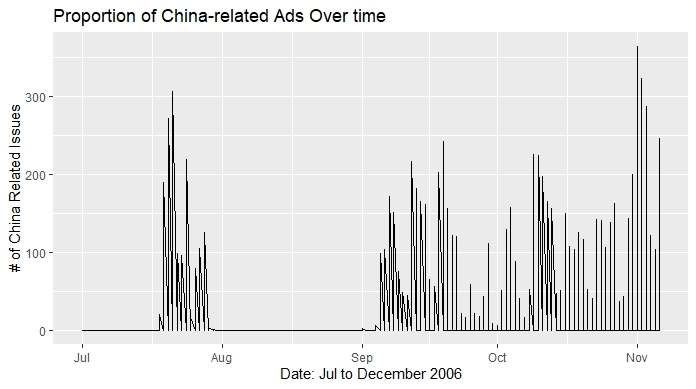 Proportion of China-related Ads Over time
# of China Related Issues
300
200
100
0
Jul Aug Sep Oct Nov
Date: Jul to December 2006